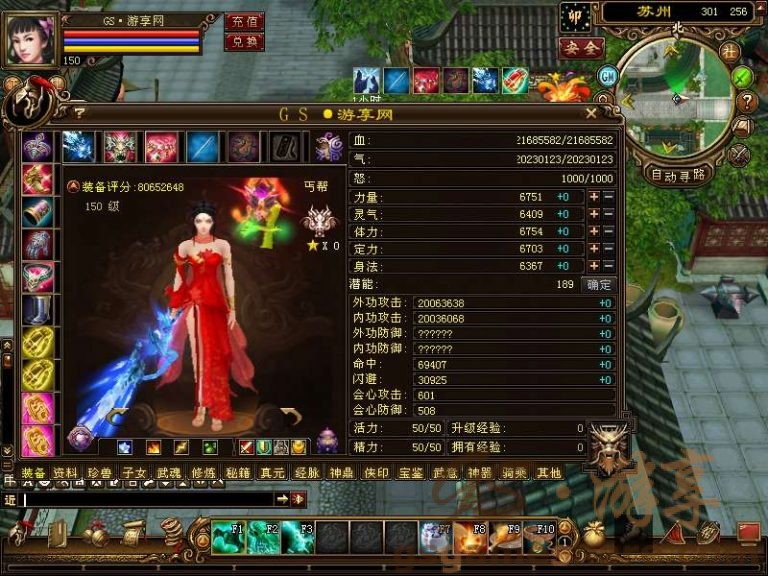 GS·游享网
充值
兑换
150
卯
苏州 301 256
北
安全
GM
社
自动寻路
1小时
GS ●游享网
装备评分:80652648
150 级
丐帮
X 0
血: 21685582/21685582
气: 20230123/20230123
怒: 1000/1000
力量: 6751 +0
灵气: 6409 +0
体力: 6754 +0
定力: 6703 +0
身法: 6367 +0
潜能: 189 确定
外功攻击: 20063638 +0
内功攻击: 20036068 +0
外功防御: ?????? +0
内功防御: ?????? +0
命中: 69407 +0
闪避: 30925 +0
会心攻击: 601
会心防御: 508
活力: 50/50 升级经验: 0
精力: 50/50 拥有经验: 0
装备 资料 珍兽 子女 武魂 修炼 秘籍 真元 经脉 神鼎 侠印 宝鉴 武意 神器 骑乘 其他
近
F1 F2 F3 F7 F8 F9 F10
1